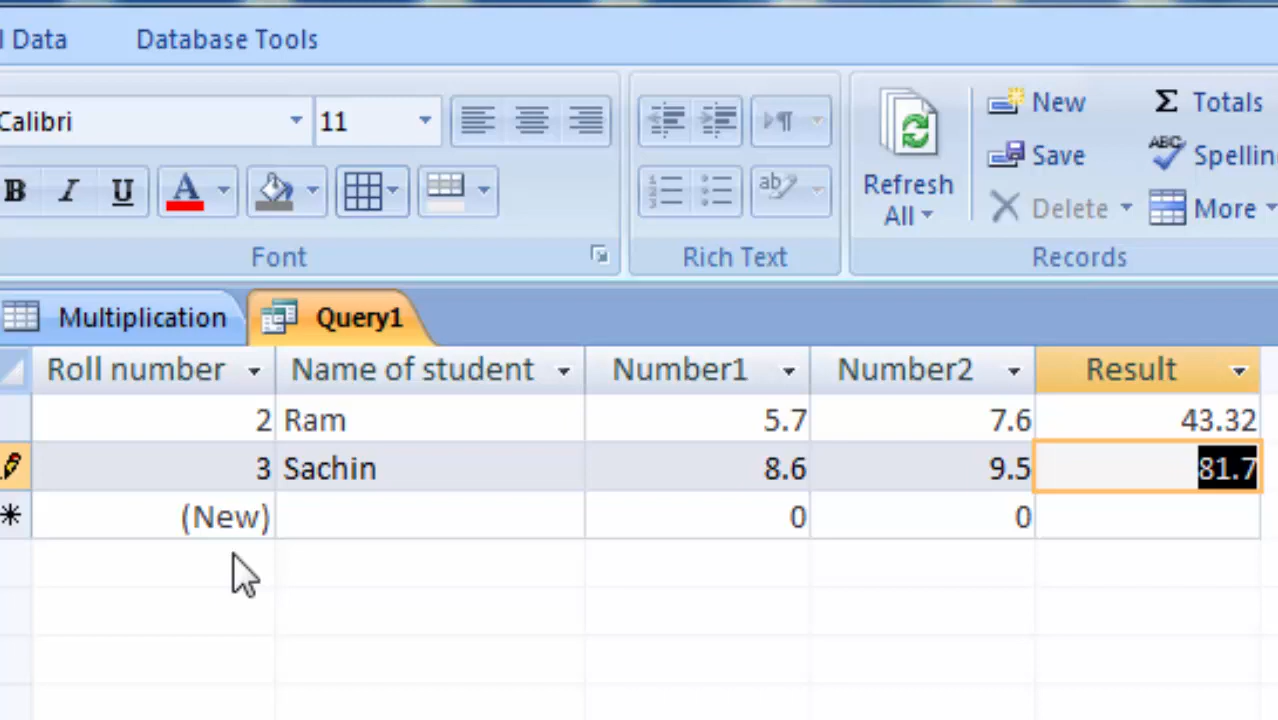 l Data Database Tools
Calibri 11
New Σ Totals
ABC
Save Spellin
B I U A ab Refresh All Delete More
Font Rich Text Records
Multiplication Query1
Roll number Name of student Number1 Number2 Result
2 Ram 5.7 7.6 43.32
3 Sachin 8.6 9.5 81.7
(New) 0 0